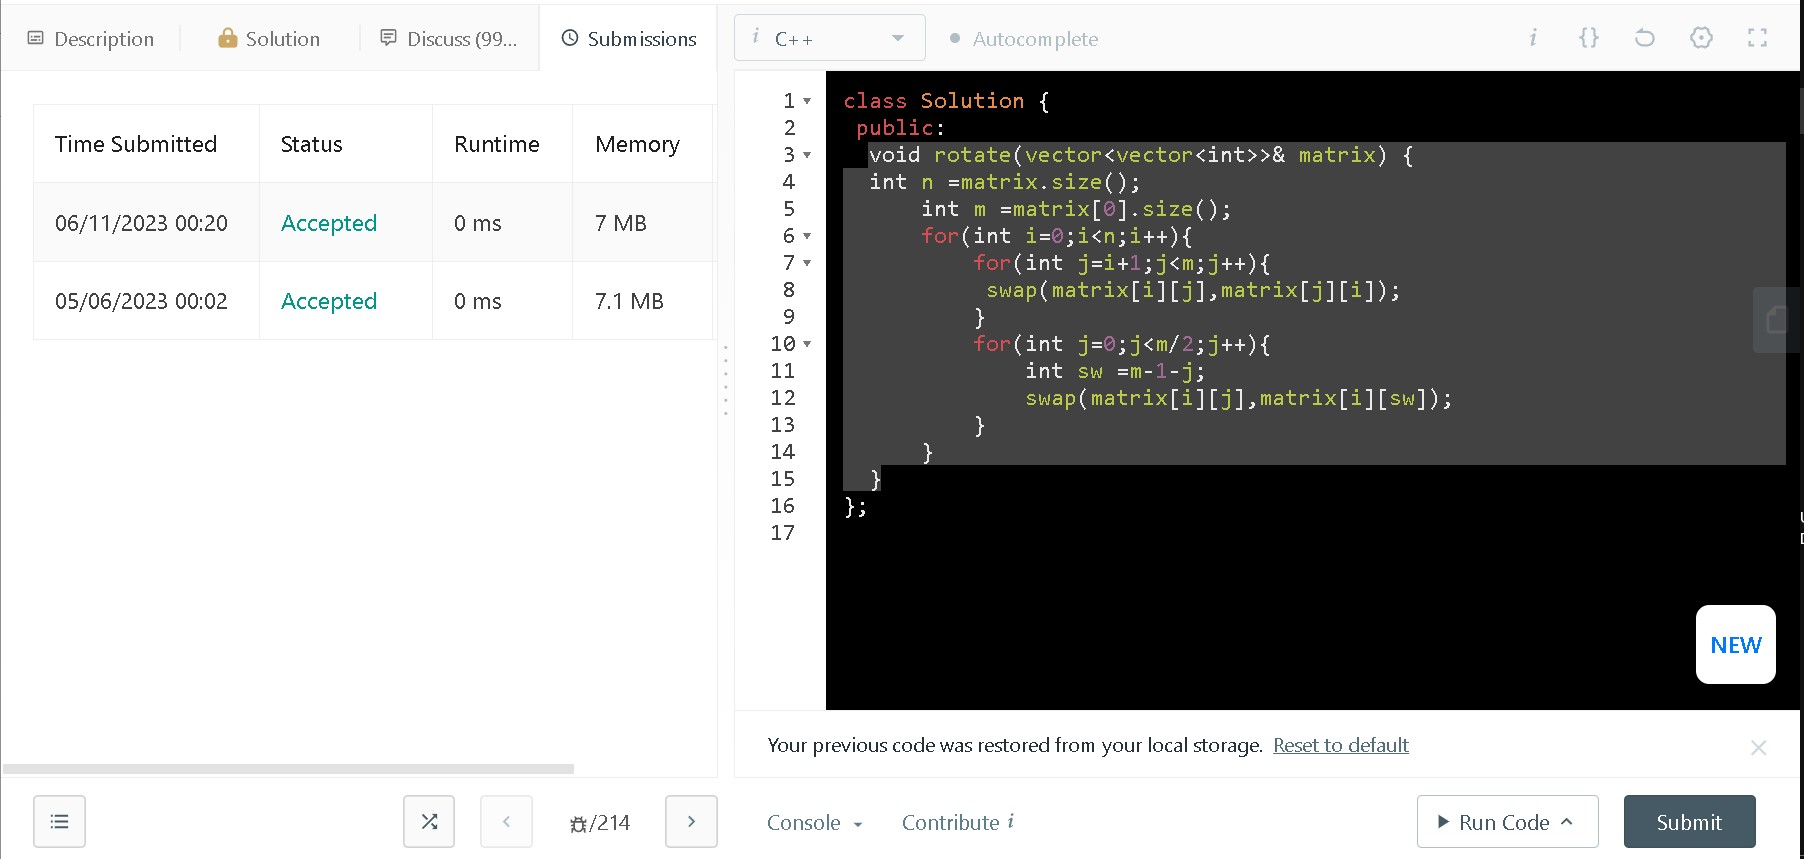 Description
Solution
Discuss (99...
Submissions
Time Submitted Status Runtime Memory
06/11/2023 00:20 Accepted 0 ms 7 MB
05/06/2023 00:02 Accepted 0 ms 7.1 MB
/214
i C++
Autocomplete
i {}
1 class Solution {
2 public:
3 void rotate(vector<vector<int>>& matrix) {
4 int n =matrix.size();
5 int m =matrix[0].size();
6 for(int i=0;i<n;i++){
7 for(int j=i+1;j<m;j++){
8 swap(matrix[i][j],matrix[j][i]);
9 }
10 for(int j=0;j<m/2;j++){
11 int sw =m-1-j;
12 swap(matrix[i][j],matrix[i][sw]);
13 }
14 }
15 }
16 };
17
NEW
Your previous code was restored from your local storage. Reset to default
Console Contribute i
Run Code
Submit